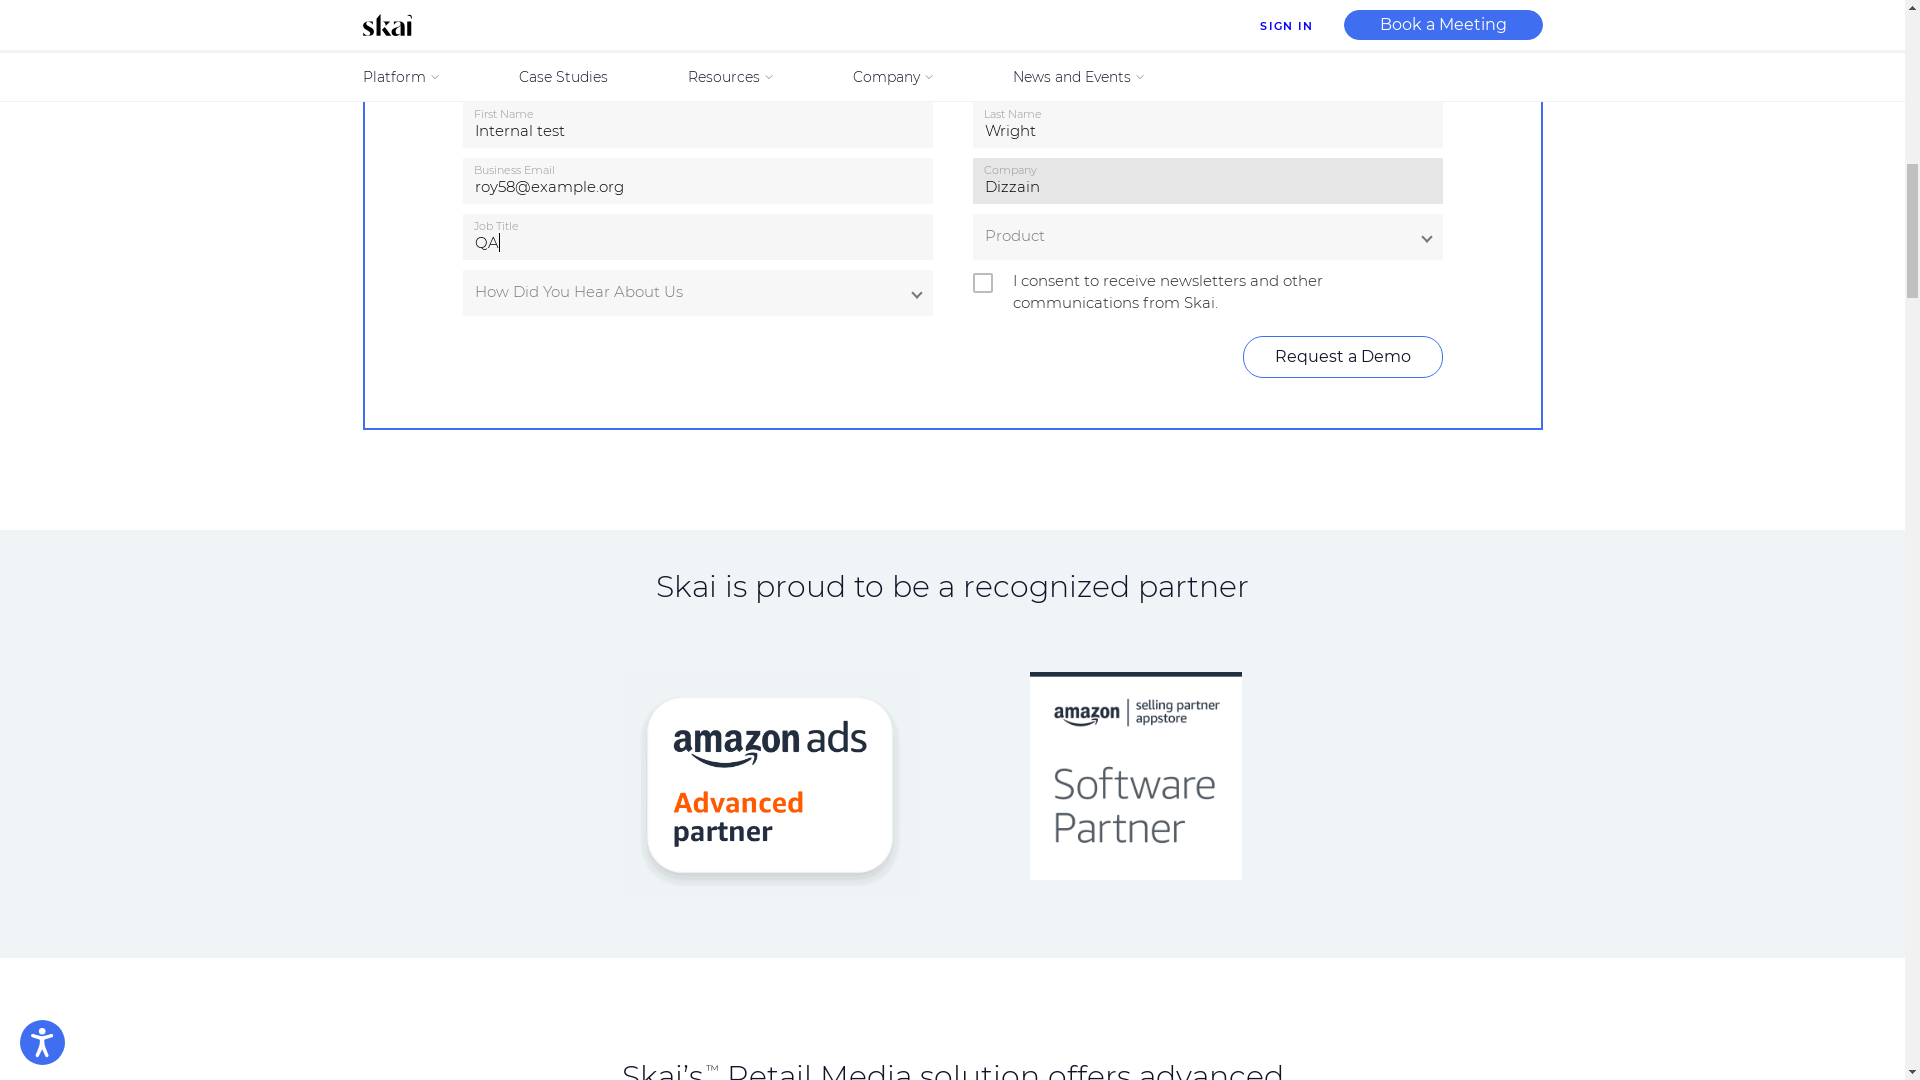 skai
SIGN IN
Book a Meeting
Platform
Case Studies
Resources
Company
News and Events
First Name
Internal test
Last Name
Wright
Business Email
roy58@example.org
Company
Dizzain
Job Title
QA
Product
How Did You Hear About Us
I consent to receive newsletters and other
communications from Skai.
Request a Demo
Skai is proud to be a recognized partner
amazon ads
Advanced
partner
amazon | selling partner
appstore
Software
Partner
Skai's™ Retail Media solution offers advanced